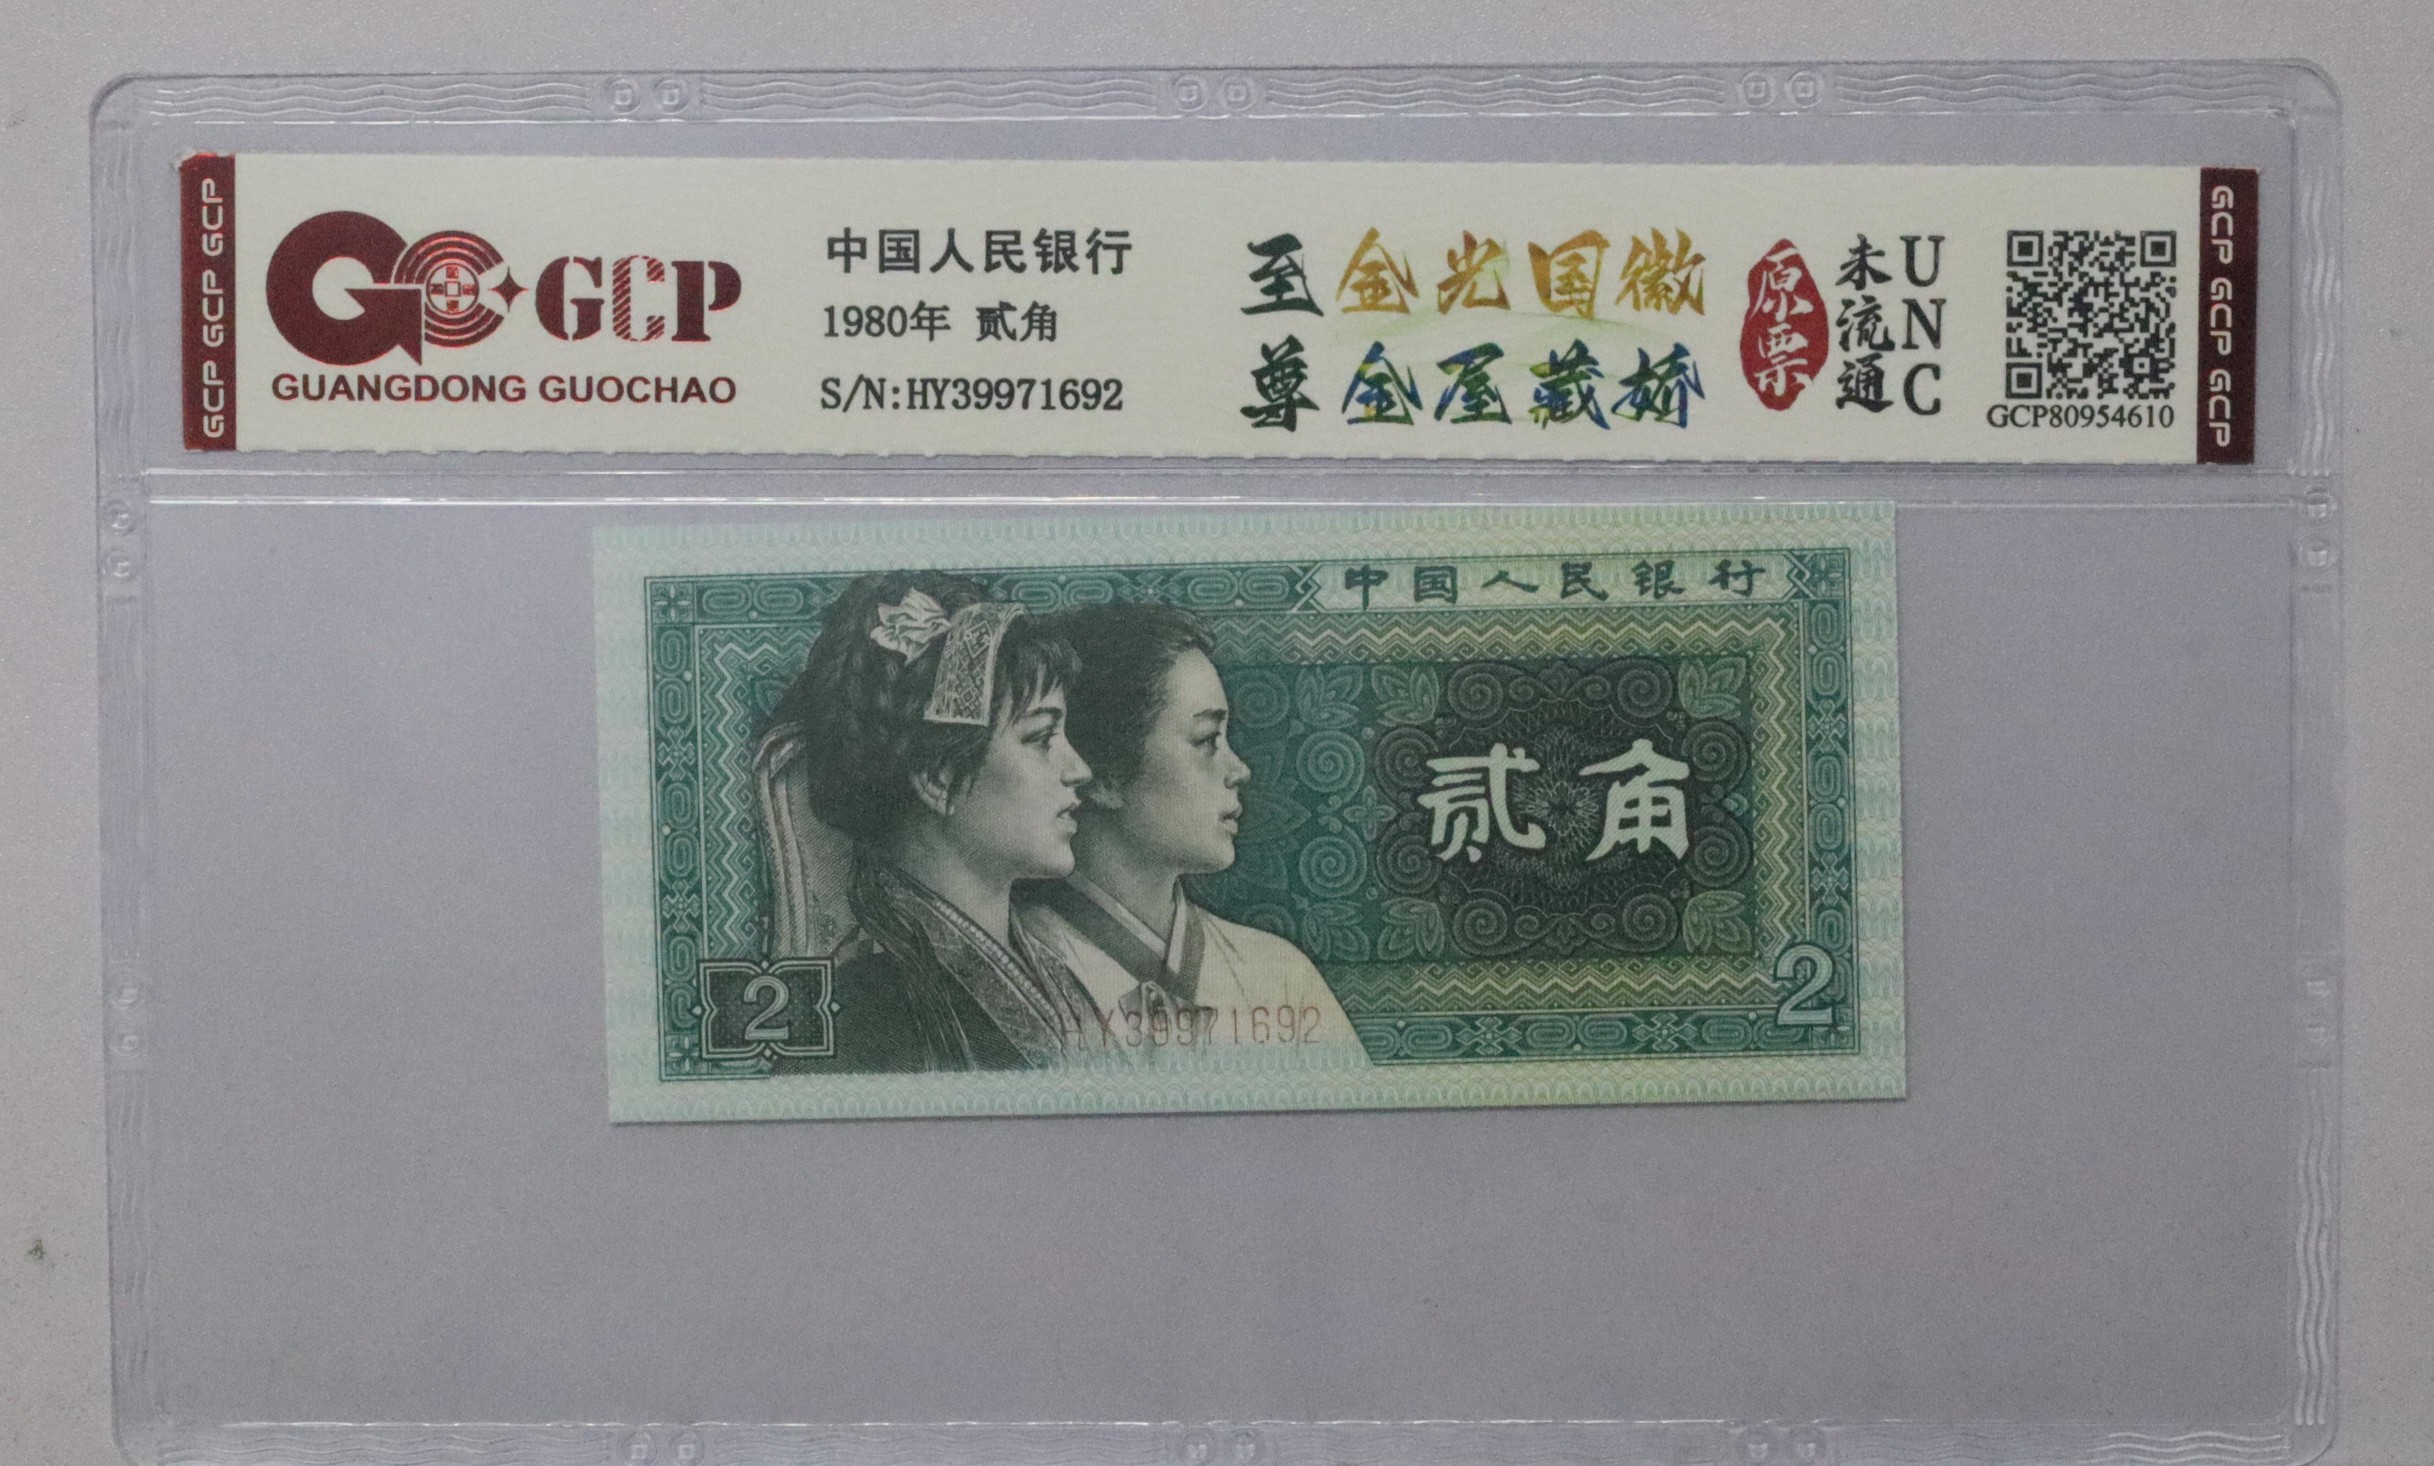 GCP GCP GCP
GCP
GUANGDONG GUOCHAO
中国人民银行
1980年 贰角
S/N:HY39971692
至尊
金光国徽
金屋藏娇
原票
未流通
UNC
GCP80954610
GCP GCP GCP
中国人民银行
贰角
2
2
HY39971692